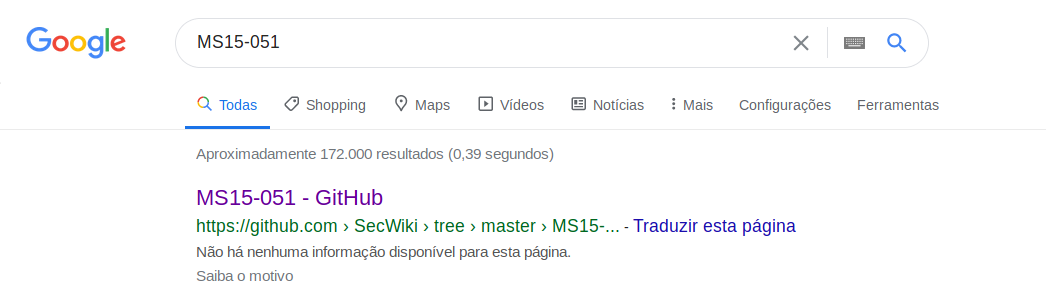 Google MS15-051
Todas Shopping Maps Vídeos Notícias Mais Configurações Ferramentas
Aproximadamente 172.000 resultados (0,39 segundos)
MS15-051 - GitHub
https://github.com › SecWiki › tree › master › MS15-... - Traduzir esta página
Não há nenhuma informação disponível para esta página.
Saiba o motivo